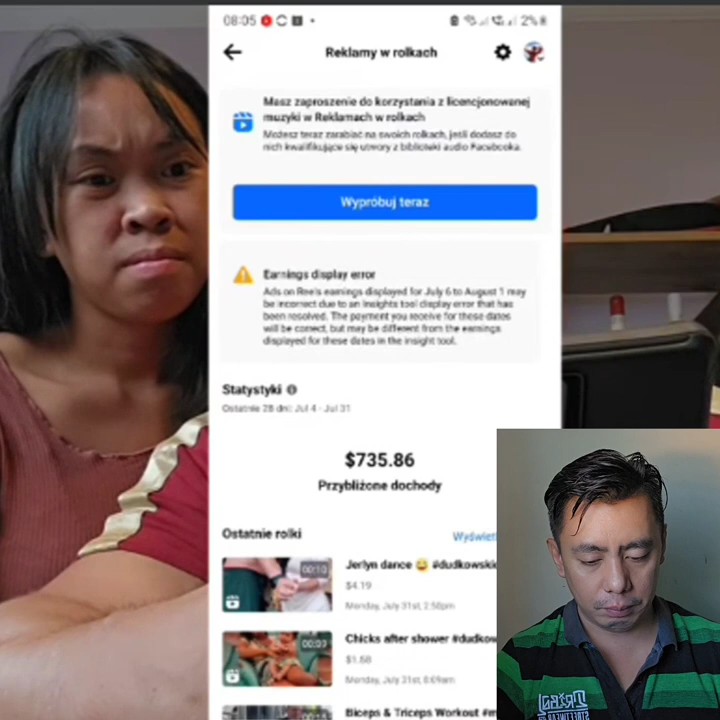 08:05
2%
Reklamy w rolkach
Masz zaproszenie do korzystania z licencjonowanej
muzyki w Reklamach w rolkach
Możesz teraz zarabiać na swoich rolkach, jeśli dodasz do
nich kwalifikujące się utwory z biblioteki audio Facebooka.
Wypróbuj teraz
Earnings display error
Ads on Reels earnings displayed for July 6 to August 1 may
be incorrect due to an insights tool display error that has
been resolved. The payment you receive for these dates
will be correct, but may be different from the earnings
displayed for these dates in the insight tool.
Statystyki
Ostatnie 28 dni: Jul 4 - Jul 31
$735.86
Przybliżone dochody
Ostatnie rolki
Wyświetl
00:10
Jerlyn dance 😄 #dudkowskie
$4.19
Monday, July 31st, 2:58pm
Chicks after shower #dudkow
Monday, July 31st, 8:09am
Biceps & Triceps Workout #m